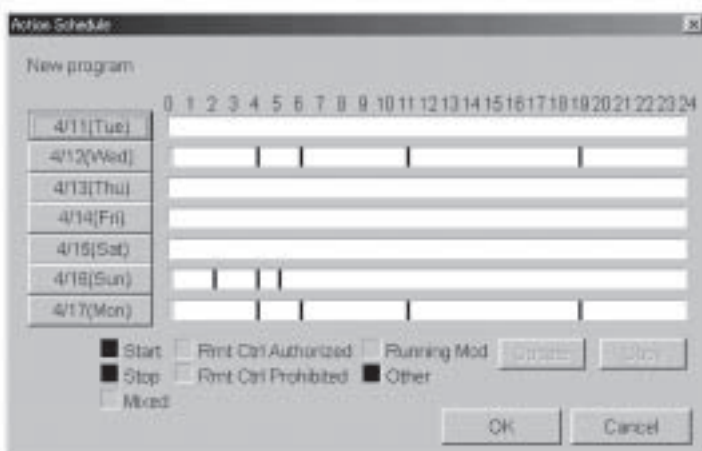 Action Schedule
New program
0 1 2 3 4 5 6 7 8 9 10 11 12 13 14 15 16 17 18 19 20 21 22 23 24
4/11(Tue)
4/12(Wed)
4/13(Thu)
4/14(Fri)
4/15(Sat)
4/16(Sun)
4/17(Mon)
Start Rmt Ctrl Authorized Running Mod
Stop Rmt Ctrl Prohibited Other
Mixed
OK Cancel